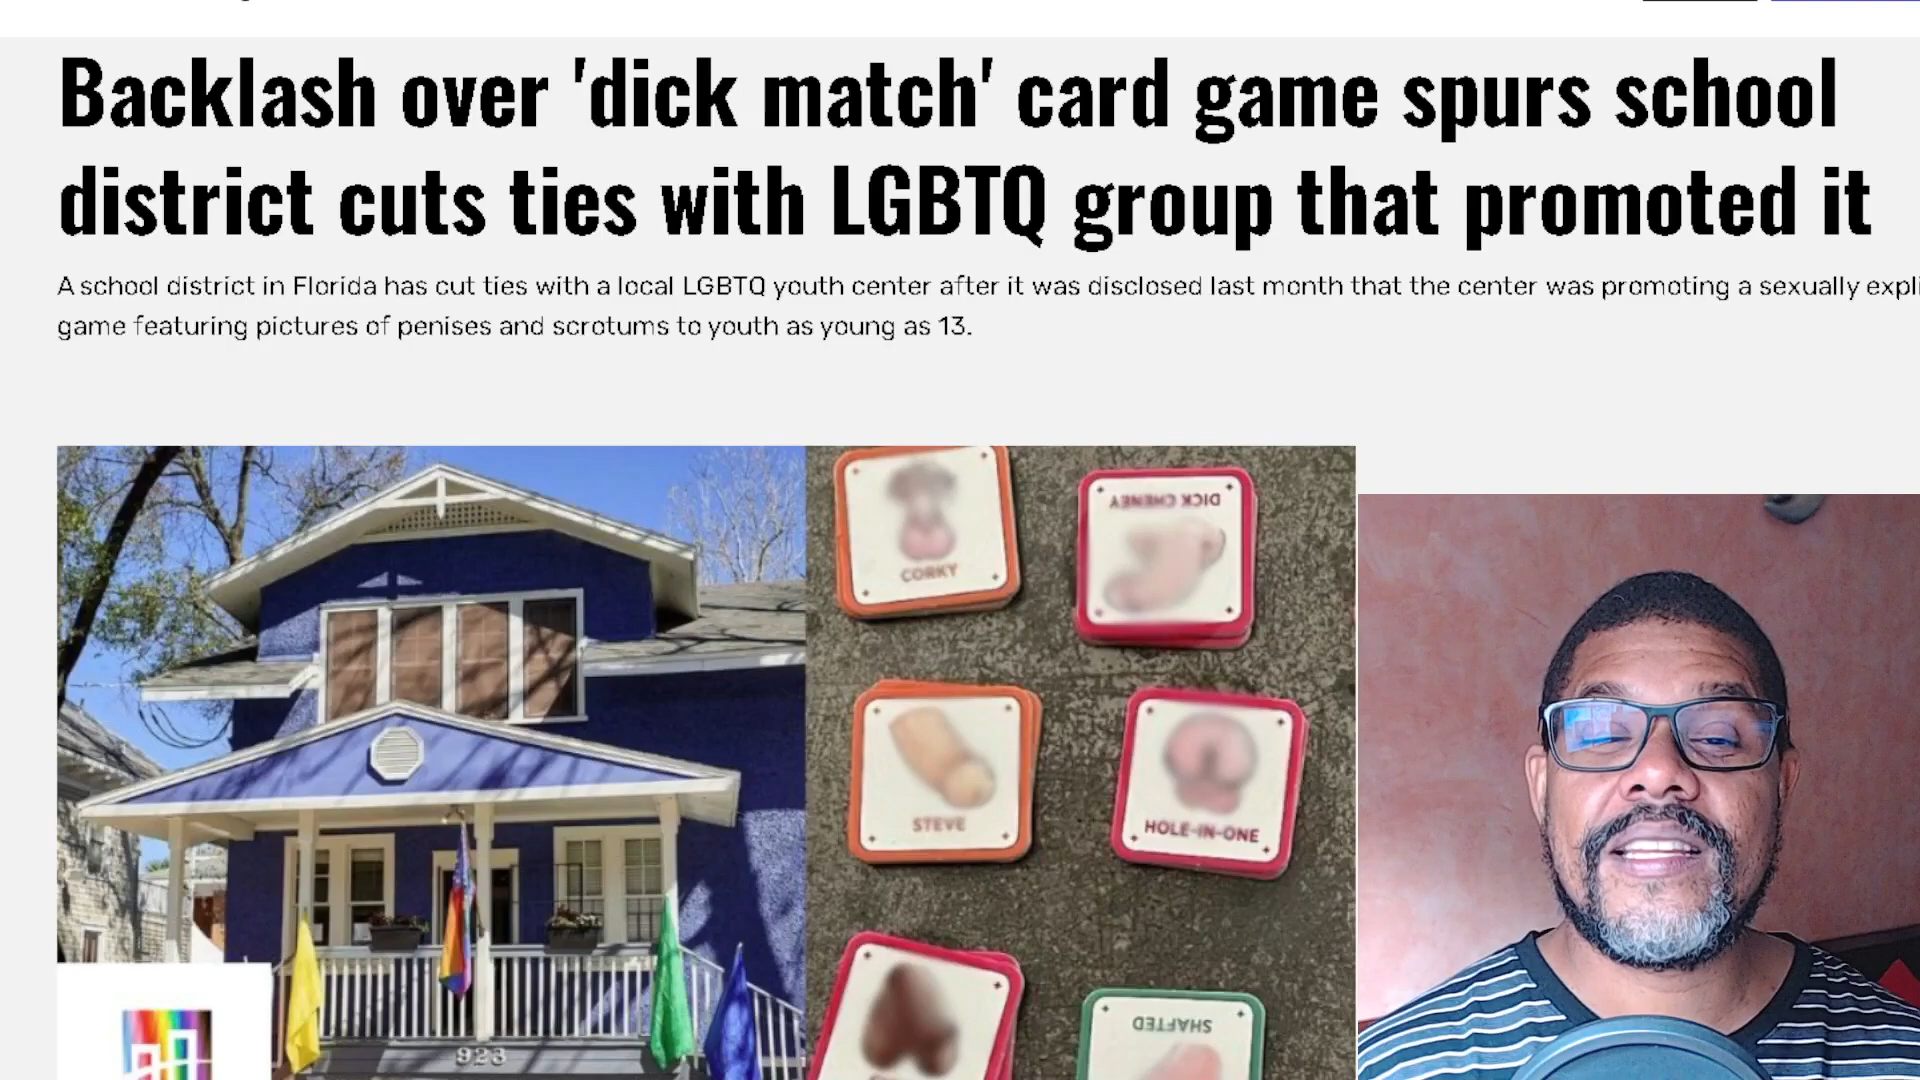 Backlash over 'dick match' card game spurs school
district cuts ties with LGBTQ group that promoted it
A school district in Florida has cut ties with a local LGBTQ youth center after it was disclosed last month that the center was promoting a sexually expli
game featuring pictures of penises and scrotums to youth as young as 13.
CORKY
DICK CHENEY
STEVE
HOLE-IN-ONE
SHAFTED
923